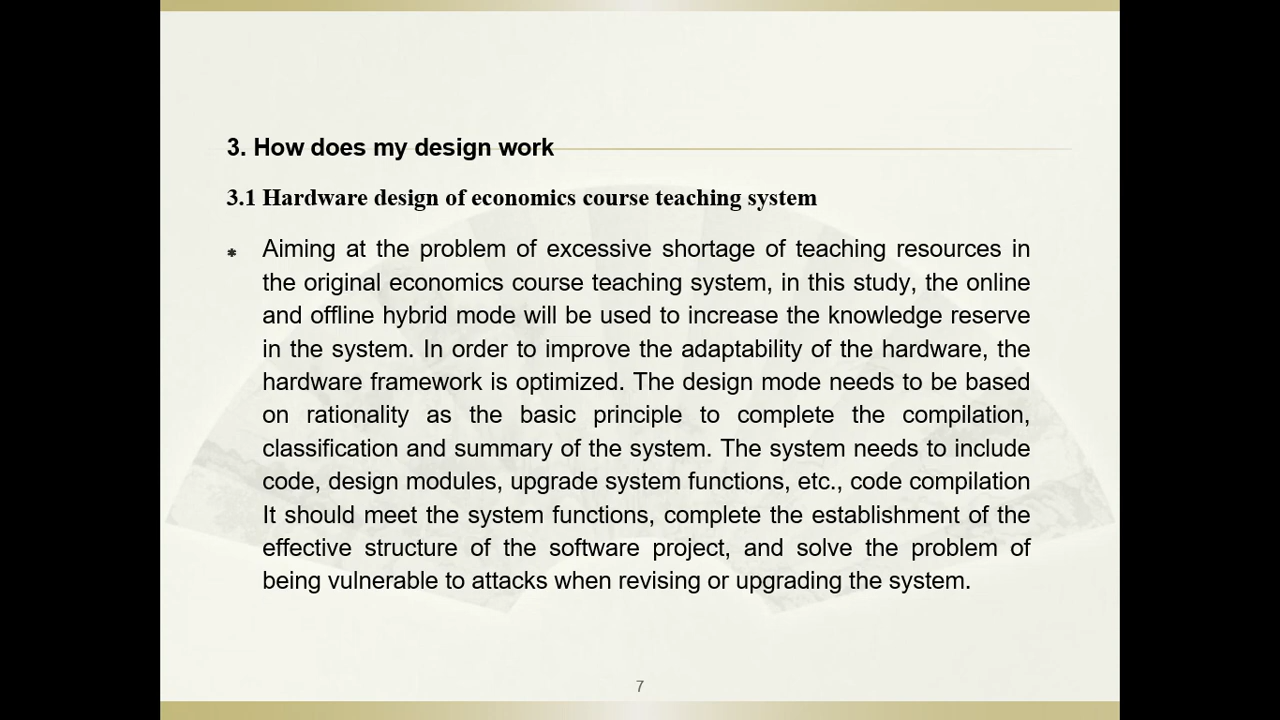 3. How does my design work
3.1 Hardware design of economics course teaching system
* Aiming at the problem of excessive shortage of teaching resources in
the original economics course teaching system, in this study, the online
and offline hybrid mode will be used to increase the knowledge reserve
in the system. In order to improve the adaptability of the hardware, the
hardware framework is optimized. The design mode needs to be based
on rationality as the basic principle to complete the compilation,
classification and summary of the system. The system needs to include
code, design modules, upgrade system functions, etc., code compilation
It should meet the system functions, complete the establishment of the
effective structure of the software project, and solve the problem of
being vulnerable to attacks when revising or upgrading the system.
7